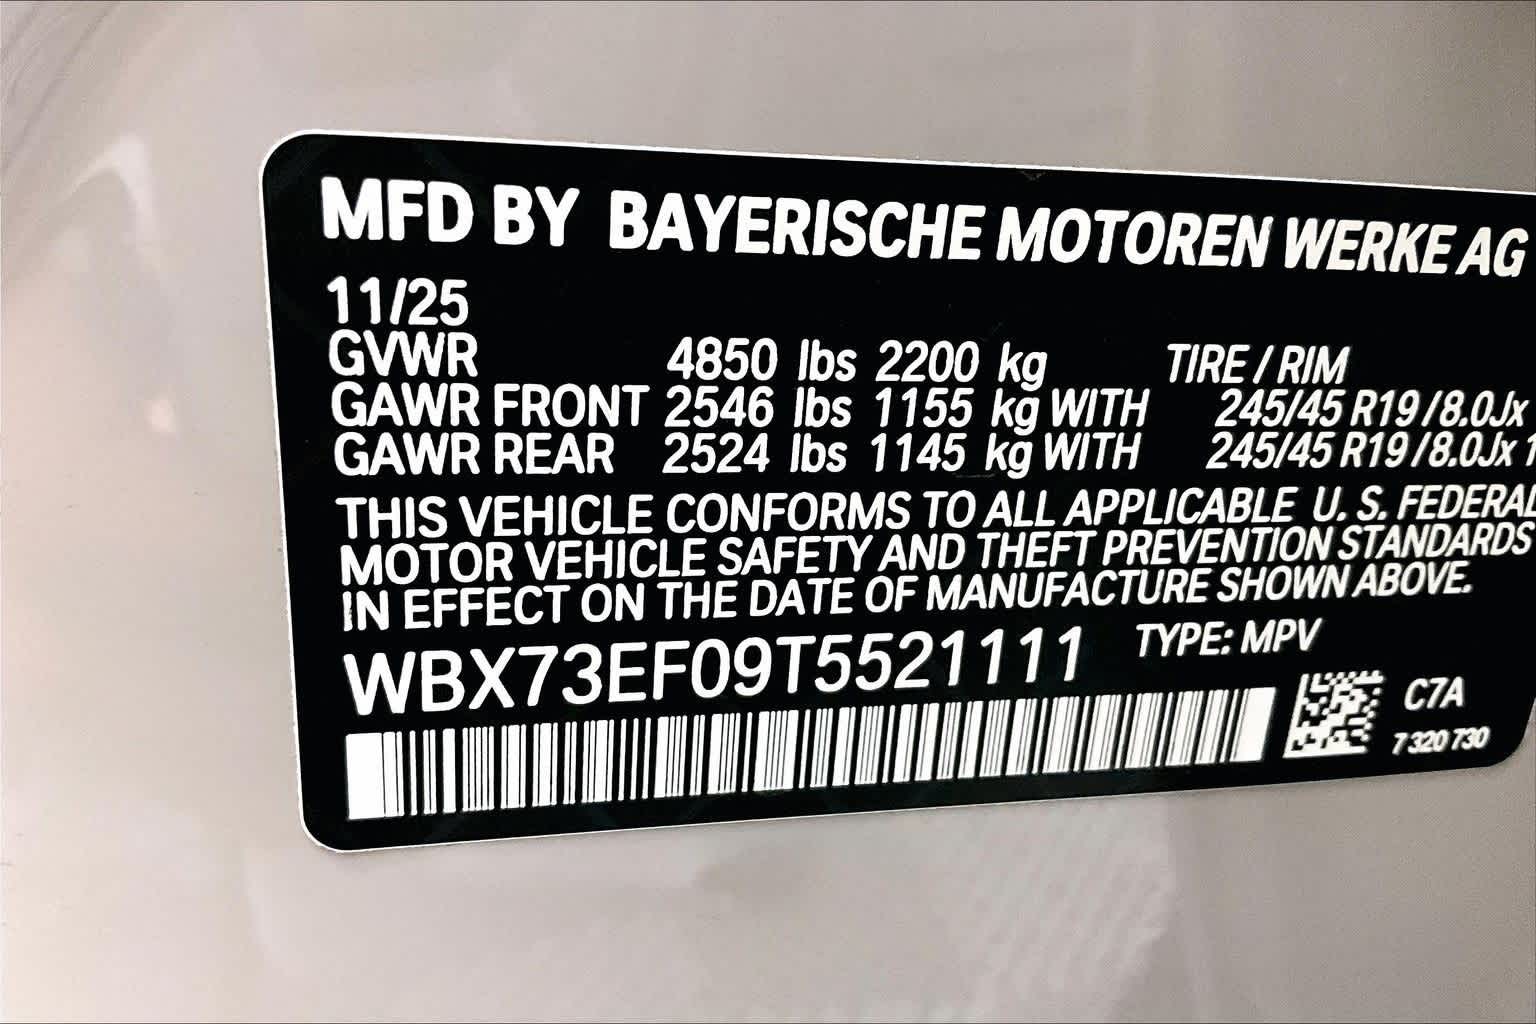 MFD BY BAYERISCHE MOTOREN WERKE AG
11/25
GVWR 4850 lbs 2200 kg TIRE / RIM
GAWR FRONT 2546 lbs 1155 kg WITH 245/45 R19 /8.0Jx
GAWR REAR 2524 lbs 1145 kg WITH 245/45 R19 /8.0Jx 1
THIS VEHICLE CONFORMS TO ALL APPLICABLE U. S. FEDERAL
MOTOR VEHICLE SAFETY AND THEFT PREVENTION STANDARDS
IN EFFECT ON THE DATE OF MANUFACTURE SHOWN ABOVE.
WBX73EF09T5521111 TYPE: MPV
C7A
7 320 730